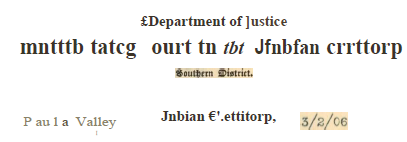 £Department of ]ustice
mntttb tatcg ourt tn tbt Jfnbfan crrttorp
Southern District.
P au l a Valley Jnbian €'.ettitorp, 3/2/06